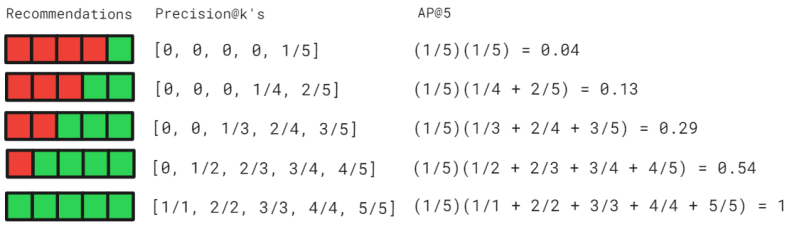 Recommendations Precision@k's AP@5
[0, 0, 0, 0, 1/5] (1/5)(1/5) = 0.04
[0, 0, 0, 1/4, 2/5] (1/5)(1/4 + 2/5) = 0.13
[0, 0, 1/3, 2/4, 3/5] (1/5)(1/3 + 2/4 + 3/5) = 0.29
[0, 1/2, 2/3, 3/4, 4/5] (1/5)(1/2 + 2/3 + 3/4 + 4/5) = 0.54
[1/1, 2/2, 3/3, 4/4, 5/5] (1/5)(1/1 + 2/2 + 3/3 + 4/4 + 5/5) = 1